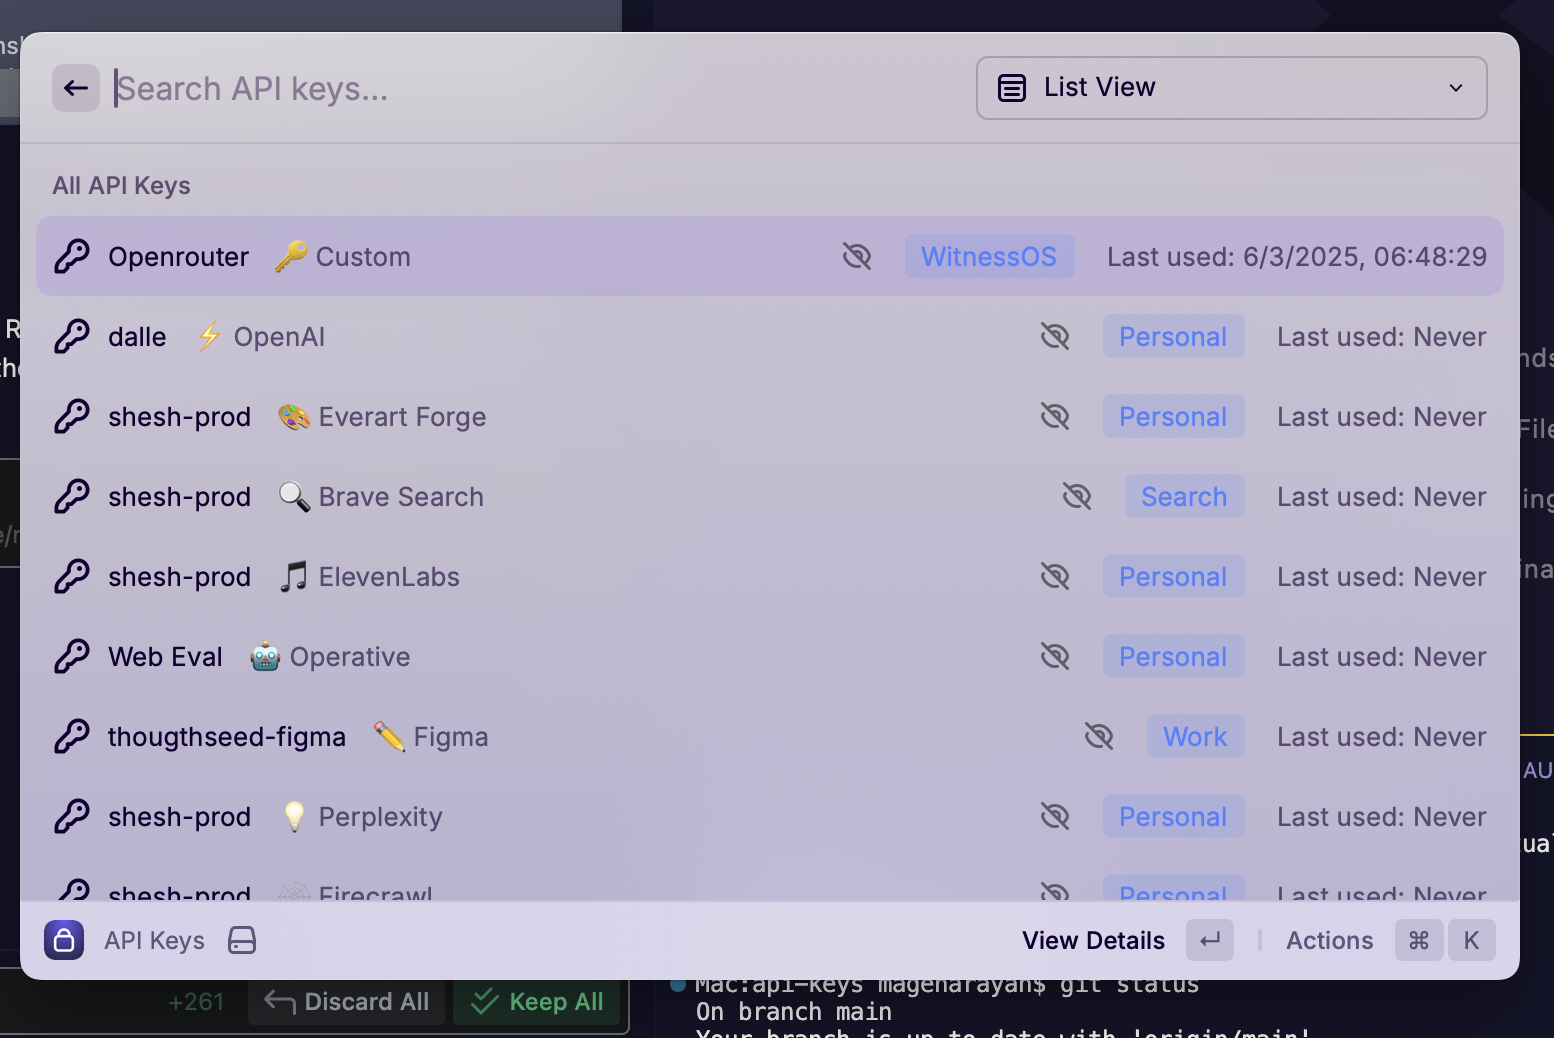 Search API keys...
List View
All API Keys
Openrouter Custom WitnessOS Last used: 6/3/2025, 06:48:29
dalle OpenAI Personal Last used: Never
shesh-prod Everart Forge Personal Last used: Never
shesh-prod Brave Search Search Last used: Never
shesh-prod ElevenLabs Personal Last used: Never
Web Eval Operative Personal Last used: Never
thougthseed-figma Figma Work Last used: Never
shesh-prod Perplexity Personal Last used: Never
shesh-prod Firecrawl Personal Last used: Never
API Keys View Details Actions ⌘ K
+261 Discard All Keep All
Mac:api-keys magenarayan$ git status
On branch main
Your branch is up to date with 'origin/main'